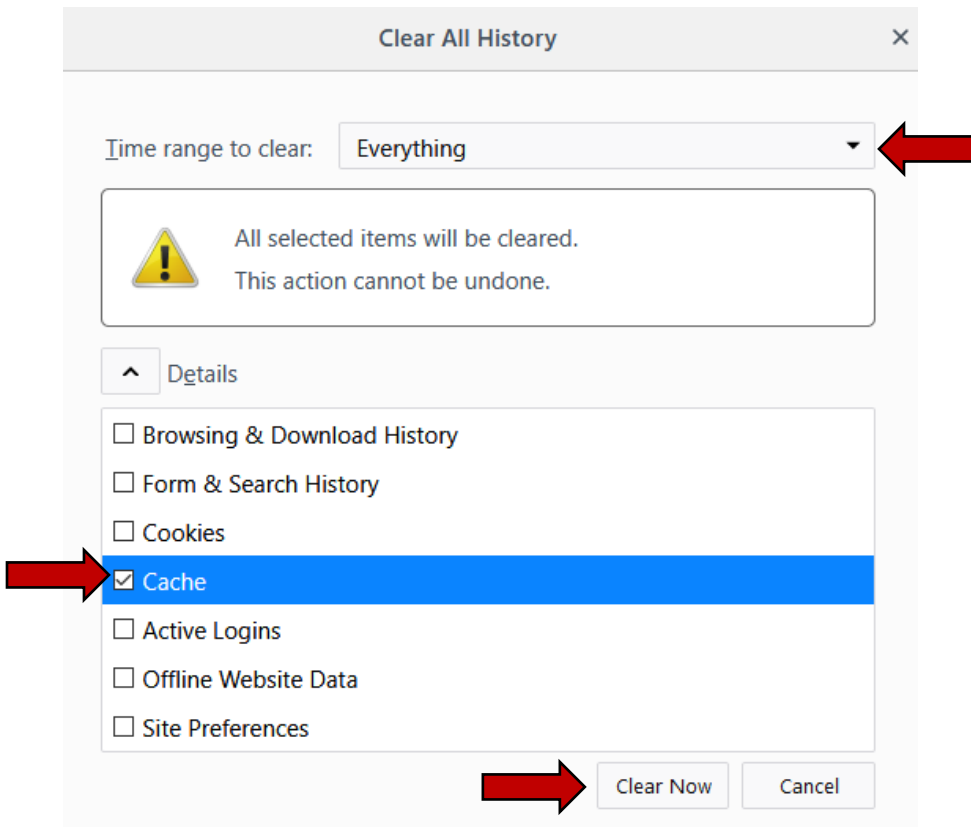 Clear All History
Time range to clear: Everything
All selected items will be cleared.
This action cannot be undone.
Details
Browsing & Download History
Form & Search History
Cookies
Cache
Active Logins
Offline Website Data
Site Preferences
Clear Now Cancel